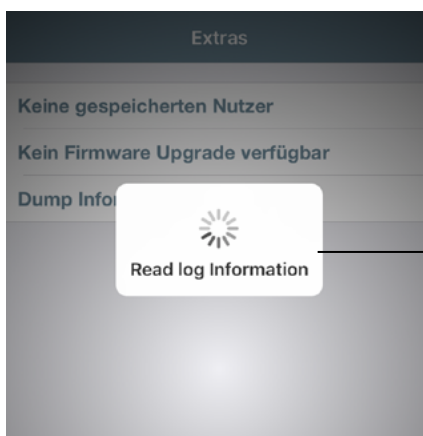 Extras
Keine gespeicherten Nutzer
Kein Firmware Upgrade verfügbar
Dump Infor
Read log Information